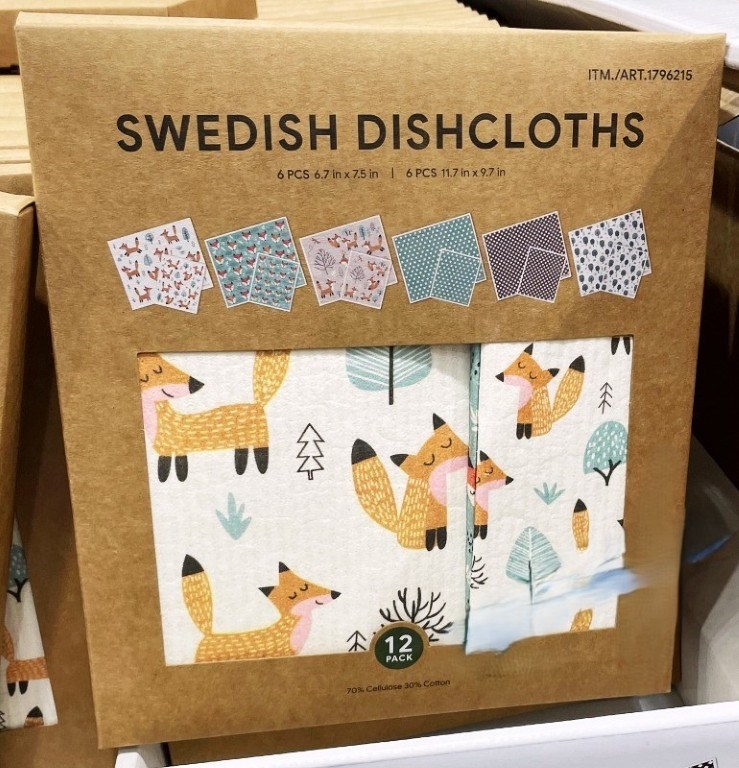 ITM./ART.1796215
SWEDISH DISHCLOTHS
6 PCS 6.7 in x 7.5 in | 6 PCS 11.7 in x 9.7 in
12
PACK
70% Cellulose 30% Cotton